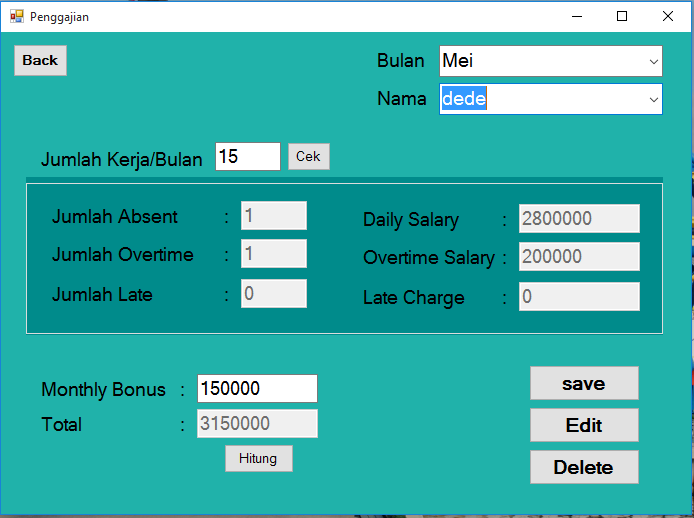 Penggajian
Back
Bulan Mei
Nama dede
Jumlah Kerja/Bulan 15 Cek
Jumlah Absent : 1 Daily Salary : 2800000
Jumlah Overtime : 1 Overtime Salary : 200000
Jumlah Late : 0 Late Charge : 0
Monthly Bonus : 150000
Total : 3150000
Hitung
save
Edit
Delete